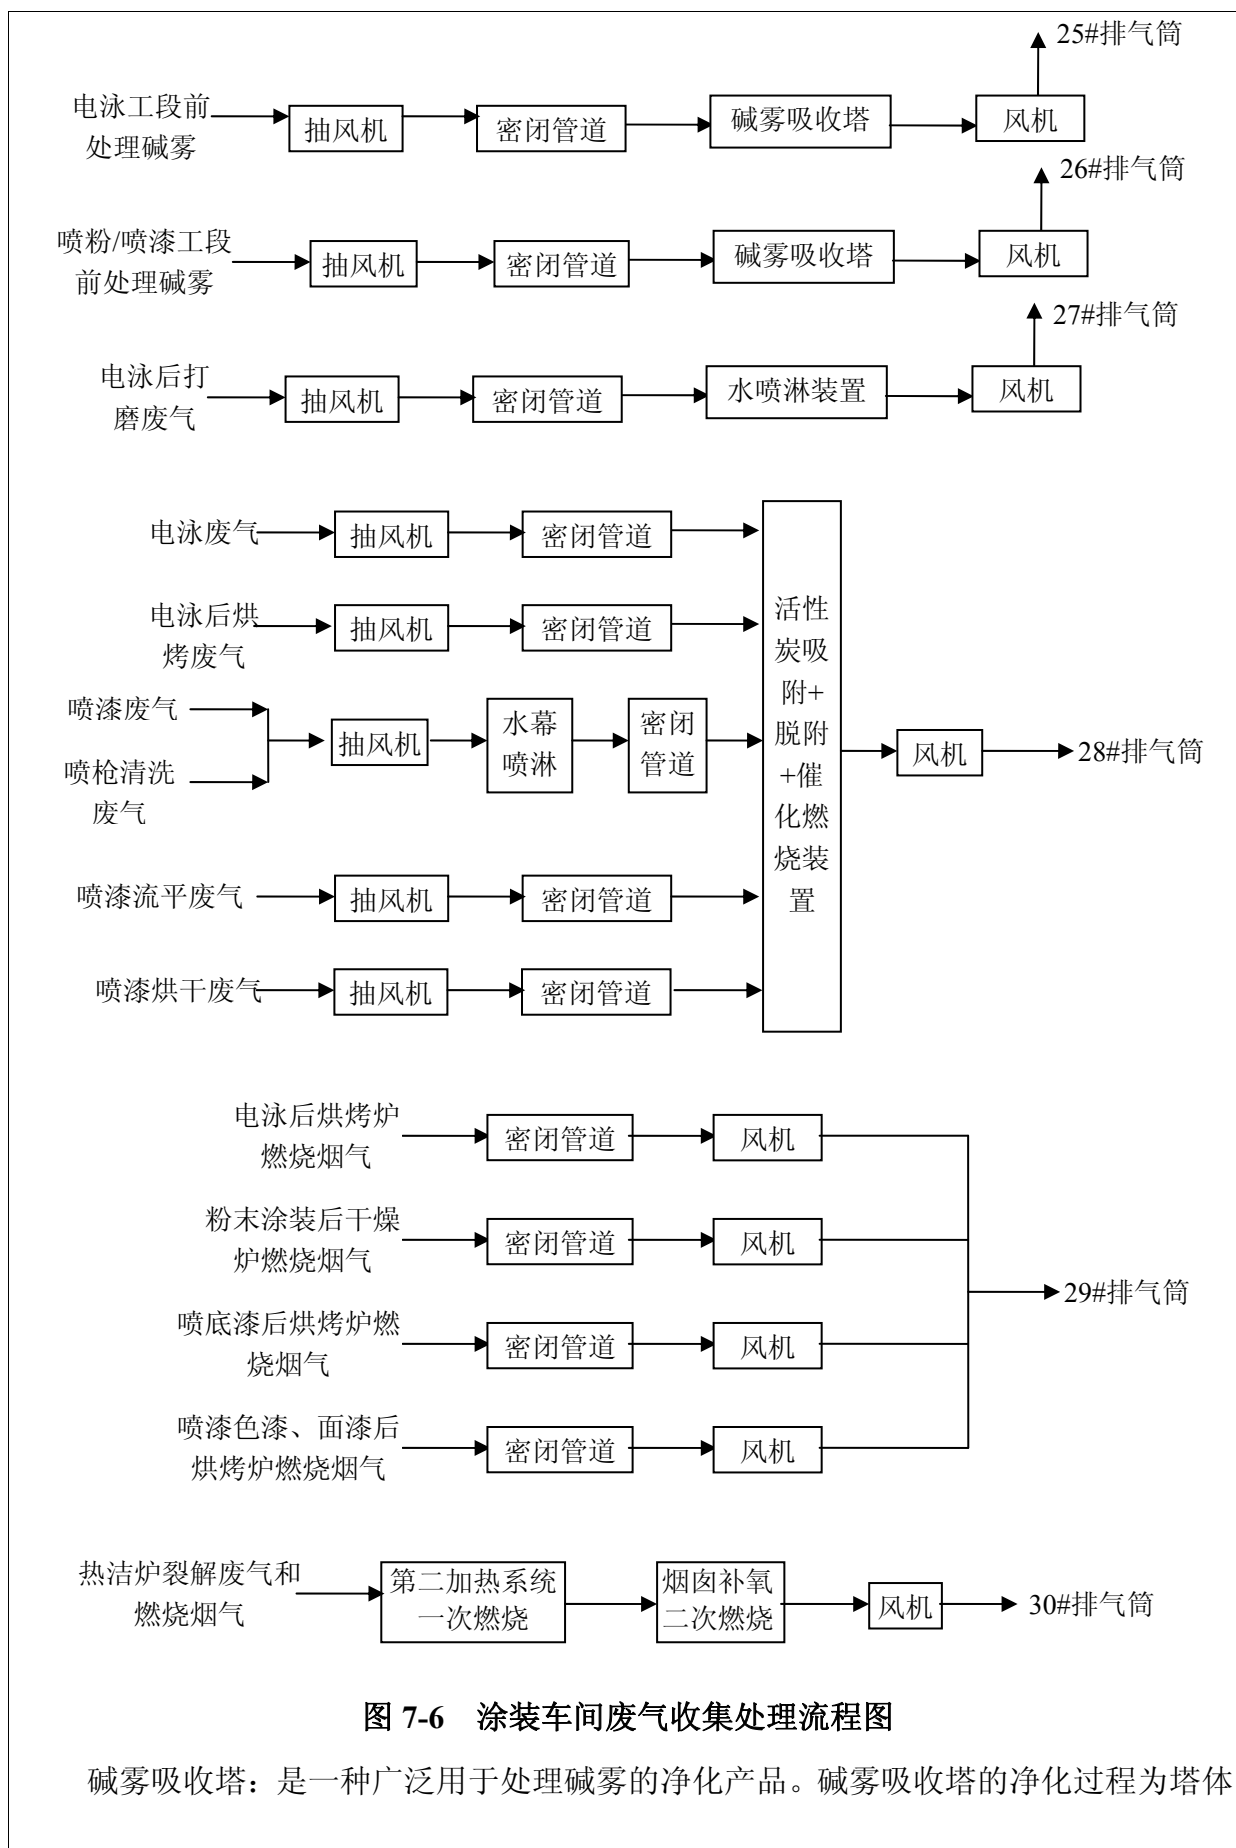 25#排气筒
电泳工段前
处理碱雾
抽风机
密闭管道
碱雾吸收塔
风机
26#排气筒
喷粉/喷漆工段
前处理碱雾
抽风机
密闭管道
碱雾吸收塔
风机
27#排气筒
电泳后打
磨废气
抽风机
密闭管道
水喷淋装置
风机
电泳废气
抽风机
密闭管道
电泳后烘
烤废气
抽风机
密闭管道
喷漆废气
喷枪清洗
废气
抽风机
水幕
喷淋
密闭
管道
喷漆流平废气
抽风机
密闭管道
喷漆烘干废气
抽风机
密闭管道
活性
炭吸
附+
脱附
+催
化燃
烧装
置
风机
28#排气筒
电泳后烘烤炉
燃烧烟气
密闭管道
风机
粉末涂装后干燥
炉燃烧烟气
密闭管道
风机
喷底漆后烘烤炉燃
烧烟气
密闭管道
风机
喷漆色漆、面漆后
烘烤炉燃烧烟气
密闭管道
风机
29#排气筒
热洁炉裂解废气和
燃烧烟气
第二加热系统
一次燃烧
烟囱补氧
二次燃烧
风机
30#排气筒
图 7-6 涂装车间废气收集处理流程图
碱雾吸收塔：是一种广泛用于处理碱雾的净化产品。碱雾吸收塔的净化过程为塔体